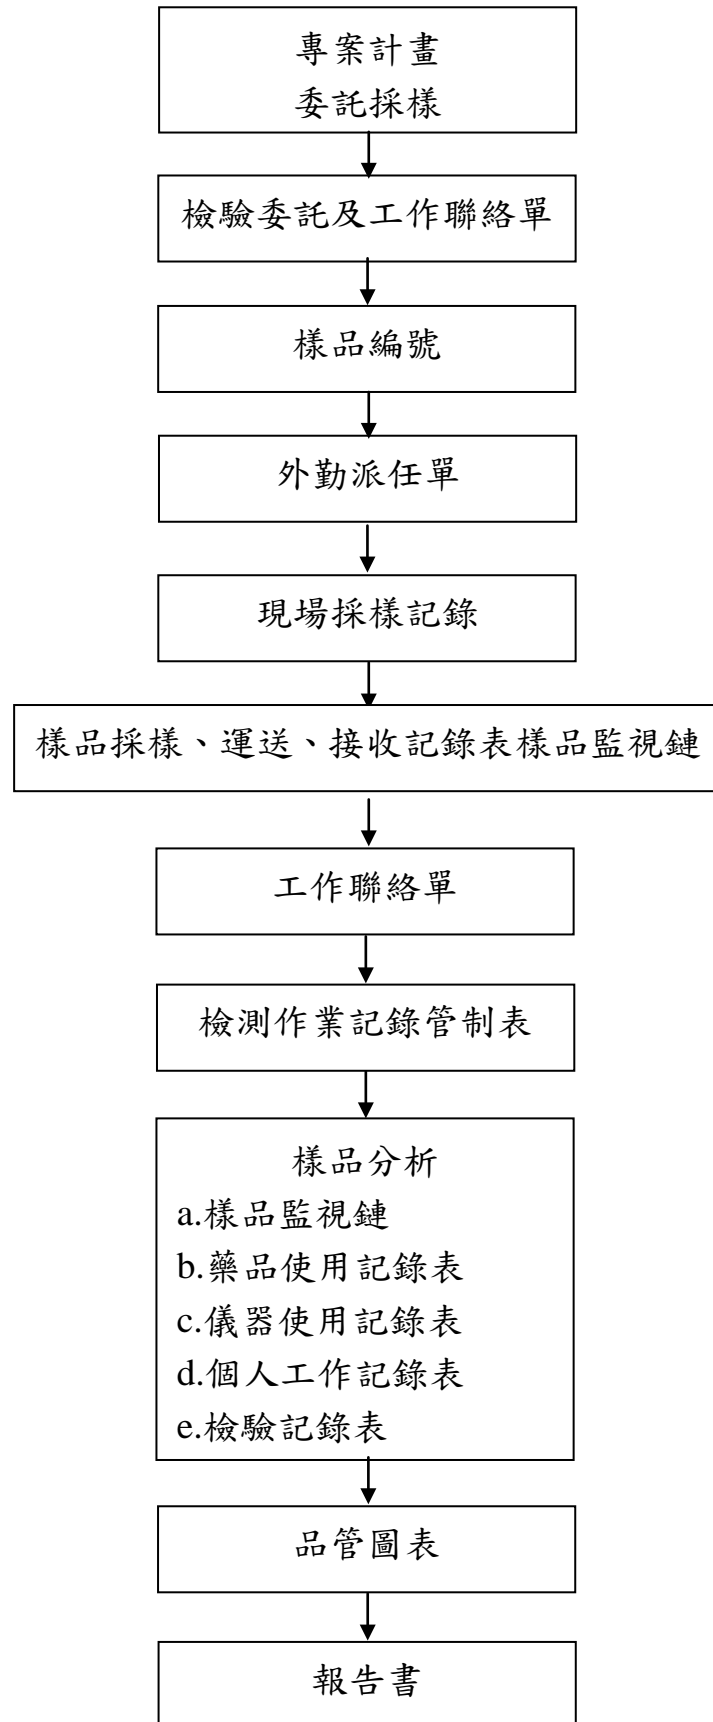 專案計畫
委託採樣
檢驗委託及工作聯絡單
樣品編號
外勤派任單
現場採樣記錄
樣品採樣、運送、接收記錄表樣品監視鏈
工作聯絡單
檢測作業記錄管制表
樣品分析
a.樣品監視鏈
b.藥品使用記錄表
c.儀器使用記錄表
d.個人工作記錄表
e.檢驗記錄表
品管圖表
報告書